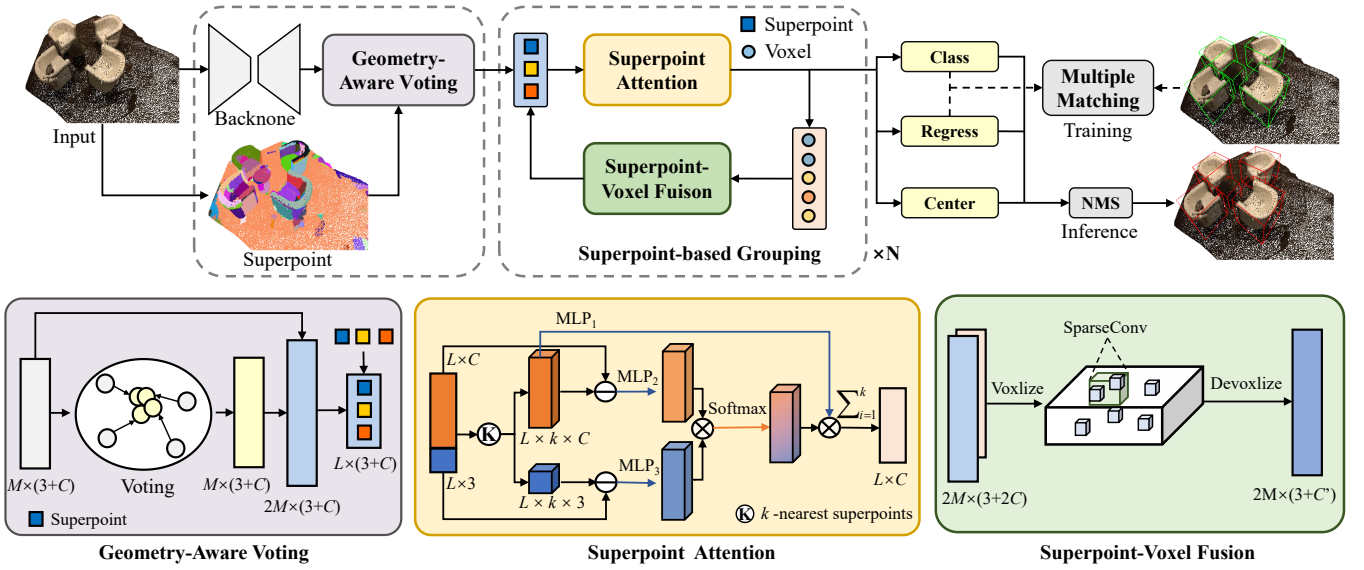 Input
Backnone
Geometry-
Aware Voting
Superpoint
Superpoint
Attention
Superpoint
Voxel
Superpoint-
Voxel Fuison
Superpoint-based Grouping
×N
Class
Regress
Center
Multiple
Matching
Training
NMS
Inference
M×(3+C)
Voting
M×(3+C)
2M×(3+C)
L×(3+C)
Superpoint
Geometry-Aware Voting
L×C
L×3
K
MLP₁
L × k × C
L × k × 3
MLP₂
MLP₃
Softmax
∑ᵏᵢ₌₁
L×C
K k -nearest superpoints
Superpoint Attention
2M×(3+2C)
Voxlize
SparseConv
Devoxlize
2M×(3+C’)
Superpoint-Voxel Fusion